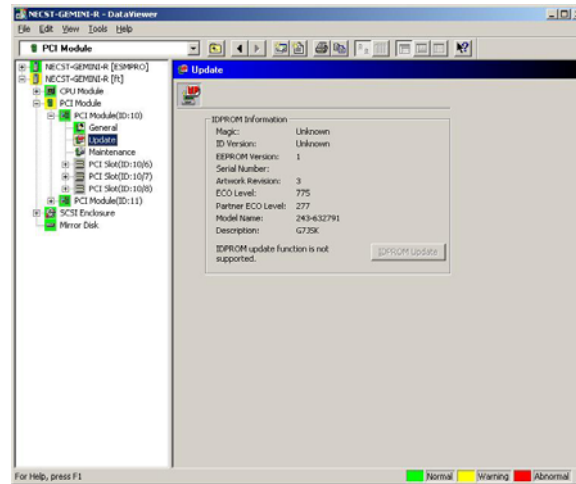 NECST-GEMINI-R - DataViewer
File Edit View Tools Help
PCI Module
NECST-GEMINI-R [ESMPRO]
NECST-GEMINI-R [ft]
CPU Module
PCI Module
PCI Module(ID:10)
General
Update
Maintenance
PCI Slot(ID:10/6)
PCI Slot(ID:10/7)
PCI Slot(ID:10/8)
PCI Module(ID:11)
SCSI Enclosure
Mirror Disk
Update
IDPROM Information
Magic: Unknown
ID Version: Unknown
EEPROM Version: 1
Serial Number:
Artwork Revision: 3
ECO Level: 775
Partner ECO Level: 277
Model Name: 243-632791
Description: G7JSK
IDPROM update function is not
supported.
IDPROM Update
For Help, press F1
Normal Warning Abnormal